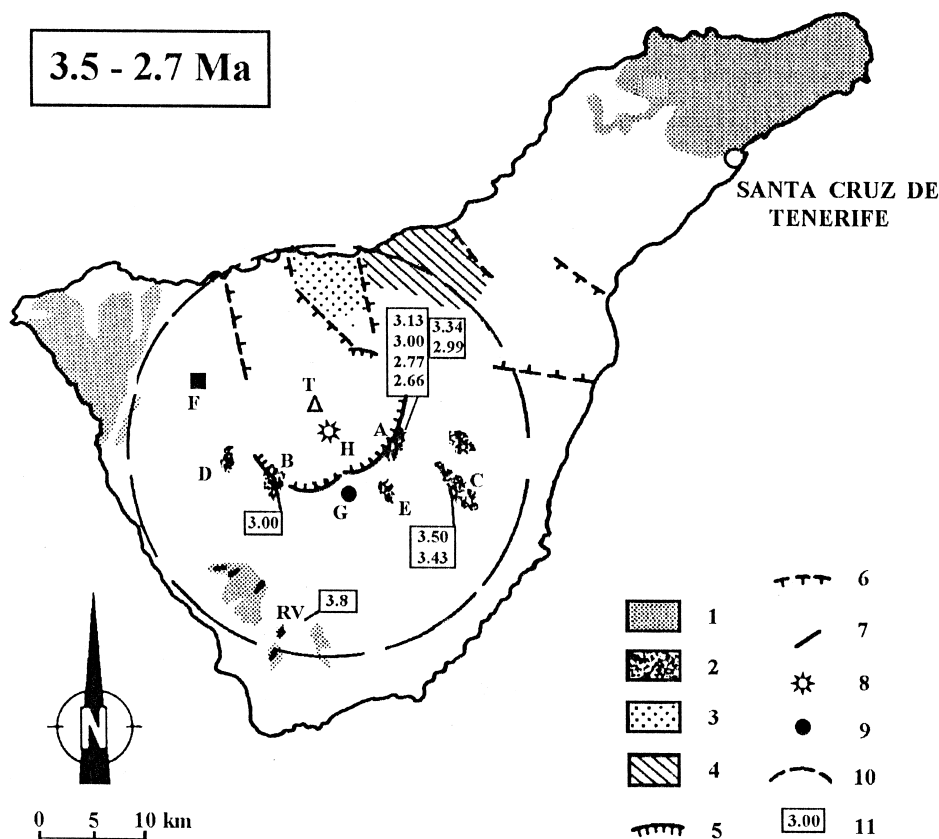 3.5 - 2.7 Ma
SANTA CRUZ DE
TENERIFE
3.13
3.00
2.77
2.66
3.34
2.99
F
T
A
H
D
B
C
G
E
3.00
3.50
3.43
RV
3.8
N
0 5 10 km
1
2
3
4
5
6
7
8
9
10
3.00 11